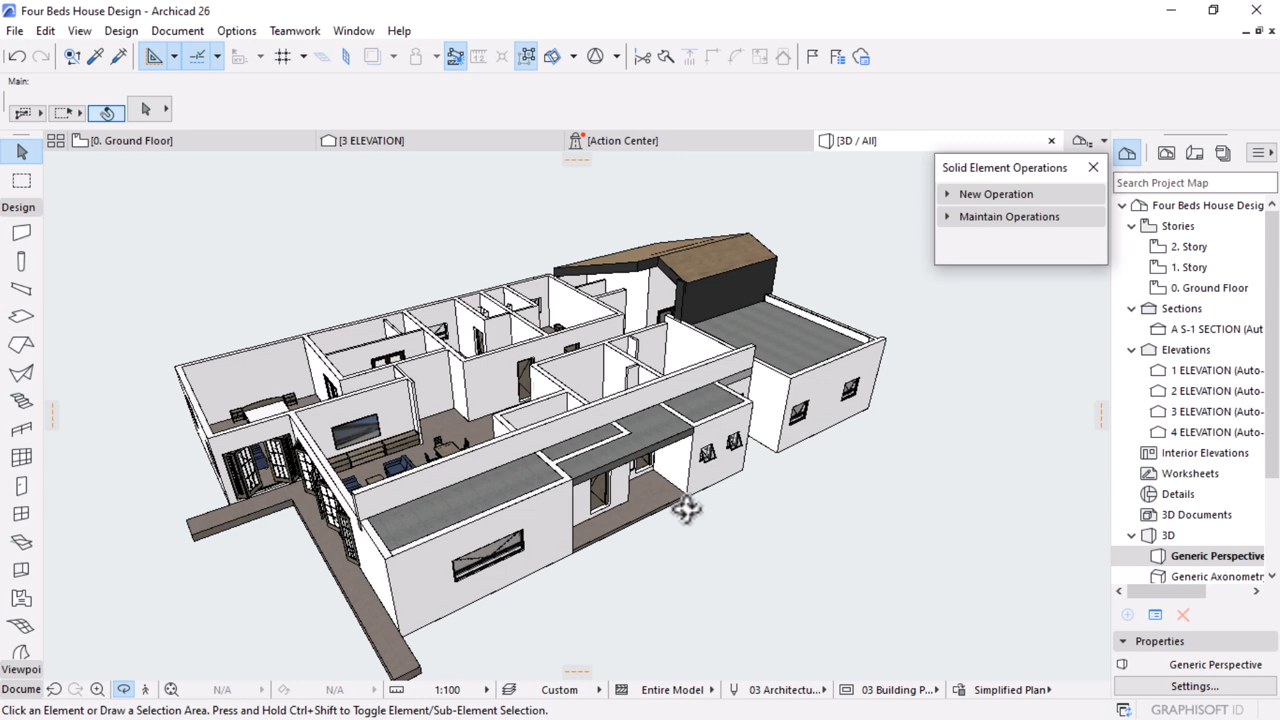 Four Beds House Design - Archicad 26
File Edit View Design Document Options Teamwork Window Help
Main:
[0. Ground Floor]
[3 ELEVATION]
[Action Center]
[3D / All]
Solid Element Operations
New Operation
Maintain Operations
Design
Viewpoi
Docume
Search Project Map
Four Beds House Desig
Stories
2. Story
1. Story
0. Ground Floor
Sections
A S-1 SECTION (Aut
Elevations
1 ELEVATION (Auto-
2 ELEVATION (Auto-
3 ELEVATION (Auto-
4 ELEVATION (Auto-
Interior Elevations
Worksheets
Details
3D Documents
3D
Generic Perspective
Generic Axonometr
Properties
Generic Perspective
Settings...
N/A
N/A
1:100
Custom
Entire Model
03 Architectu...
03 Building P...
Simplified Plan
Click an Element or Draw a Selection Area. Press and Hold Ctrl+Shift to Toggle Element/Sub-Element Selection.
GRAPHISOFT ID